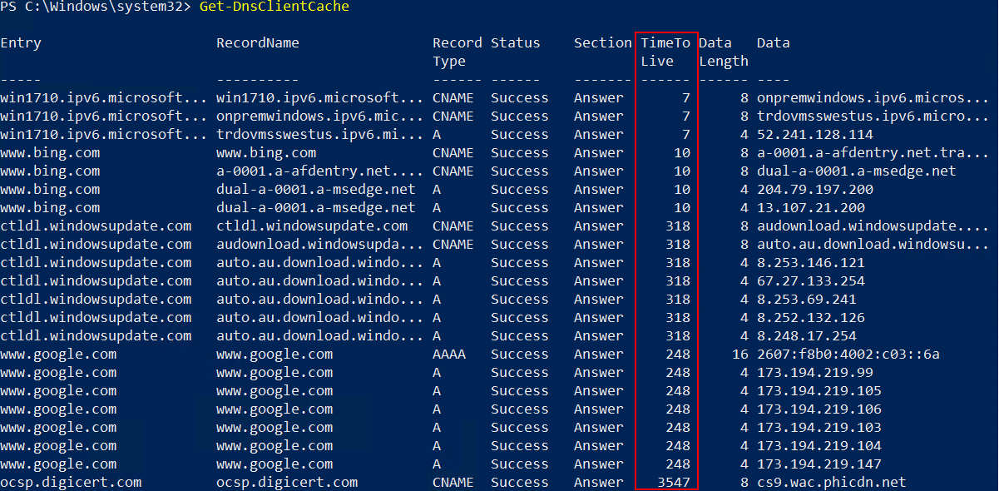 PS C:\Windows\system32> Get-DnsClientCache
Entry RecordName Record Status Section TimeTo Data Data
Type Live Length
----- ---------- ------ ------ ------- ------ ------ ----
win1710.ipv6.microsoft... win1710.ipv6.microsoft... CNAME Success Answer 7 8 onpremwindows.ipv6.micros...
win1710.ipv6.microsoft... onpremwindows.ipv6.mic... CNAME Success Answer 7 8 trdovmsswestus.ipv6.micro...
win1710.ipv6.microsoft... trdovmsswestus.ipv6.mi... A Success Answer 7 4 52.241.128.114
www.bing.com www.bing.com CNAME Success Answer 10 8 a-0001.a-afdentry.net.tra...
www.bing.com a-0001.a-afdentry.net.... CNAME Success Answer 10 8 dual-a-0001.a-msedge.net
www.bing.com dual-a-0001.a-msedge.net A Success Answer 10 4 204.79.197.200
www.bing.com dual-a-0001.a-msedge.net A Success Answer 10 4 13.107.21.200
ctldl.windowsupdate.com ctldl.windowsupdate.com CNAME Success Answer 318 8 audownload.windowsupdate....
ctldl.windowsupdate.com audownload.windowsupda... CNAME Success Answer 318 8 auto.au.download.windowsu...
ctldl.windowsupdate.com auto.au.download.windo... A Success Answer 318 4 8.253.146.121
ctldl.windowsupdate.com auto.au.download.windo... A Success Answer 318 4 67.27.133.254
ctldl.windowsupdate.com auto.au.download.windo... A Success Answer 318 4 8.253.69.241
ctldl.windowsupdate.com auto.au.download.windo... A Success Answer 318 4 8.252.132.126
ctldl.windowsupdate.com auto.au.download.windo... A Success Answer 318 4 8.248.17.254
www.google.com www.google.com AAAA Success Answer 248 16 2607:f8b0:4002:c03::6a
www.google.com www.google.com A Success Answer 248 4 173.194.219.99
www.google.com www.google.com A Success Answer 248 4 173.194.219.105
www.google.com www.google.com A Success Answer 248 4 173.194.219.106
www.google.com www.google.com A Success Answer 248 4 173.194.219.103
www.google.com www.google.com A Success Answer 248 4 173.194.219.104
www.google.com www.google.com A Success Answer 248 4 173.194.219.147
ocsp.digicert.com ocsp.digicert.com CNAME Success Answer 3547 8 cs9.wac.phicdn.net